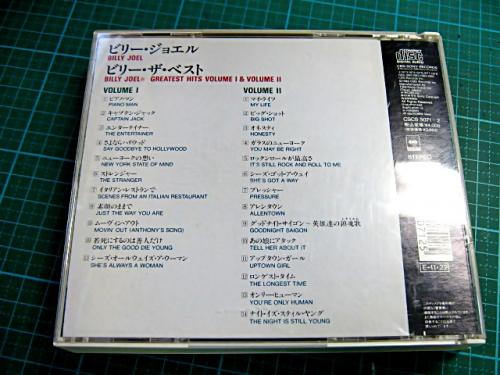 ビリー・ジョエル
BILLY JOEL
ビリー・ザ・ベスト
BILLY JOEL GREATEST HITS VOLUME I & VOLUME II
VOLUME I
ピアノ・マン
PIANO MAN
キャプテン・ジャック
CAPTAIN JACK
エンターテイナー
THE ENTERTAINER
さよならハリウッド
SAY GOODBYE TO HOLLYWOOD
ニューヨークの想い
NEW YORK STATE OF MIND
ストレンジャー
THE STRANGER
イタリアン・レストランで
SCENES FROM AN ITALIAN RESTAURANT
素顔のままで
JUST THE WAY YOU ARE
ムーヴィン・アウト
MOVIN' OUT (ANTHONY'S SONG)
若死にするのは善人だけ
ONLY THE GOOD DIE YOUNG
シーズ・オールウェイズ・ア・ウーマン
SHE'S ALWAYS A WOMAN
VOLUME II
マイ・ライフ
MY LIFE
ビッグ・ショット
BIG SHOT
オネスティ
HONESTY
ガラスのニューヨーク
YOU MAY BE RIGHT
ロックンロールが最高さ
IT'S STILL ROCK AND ROLL TO ME
シーズ・ゴット・ア・ウェイ
SHE'S GOT A WAY
プレッシャー
PRESSURE
アレンタウン
ALLENTOWN
グッドナイト・サイゴン〜英雄達の鎮魂歌
GOODNIGHT SAIGON
あの娘にアタック
TELL HER ABOUT IT
アップタウン・ガール
UPTOWN GIRL
ロンゲスト・タイム
THE LONGEST TIME
オンリー・ヒューマン
YOU'RE ONLY HUMAN
ナイト・イズ・スティル・ヤング
THE NIGHT IS STILL YOUNG
COMPACT
disc
DIGITAL AUDIO
STEREO